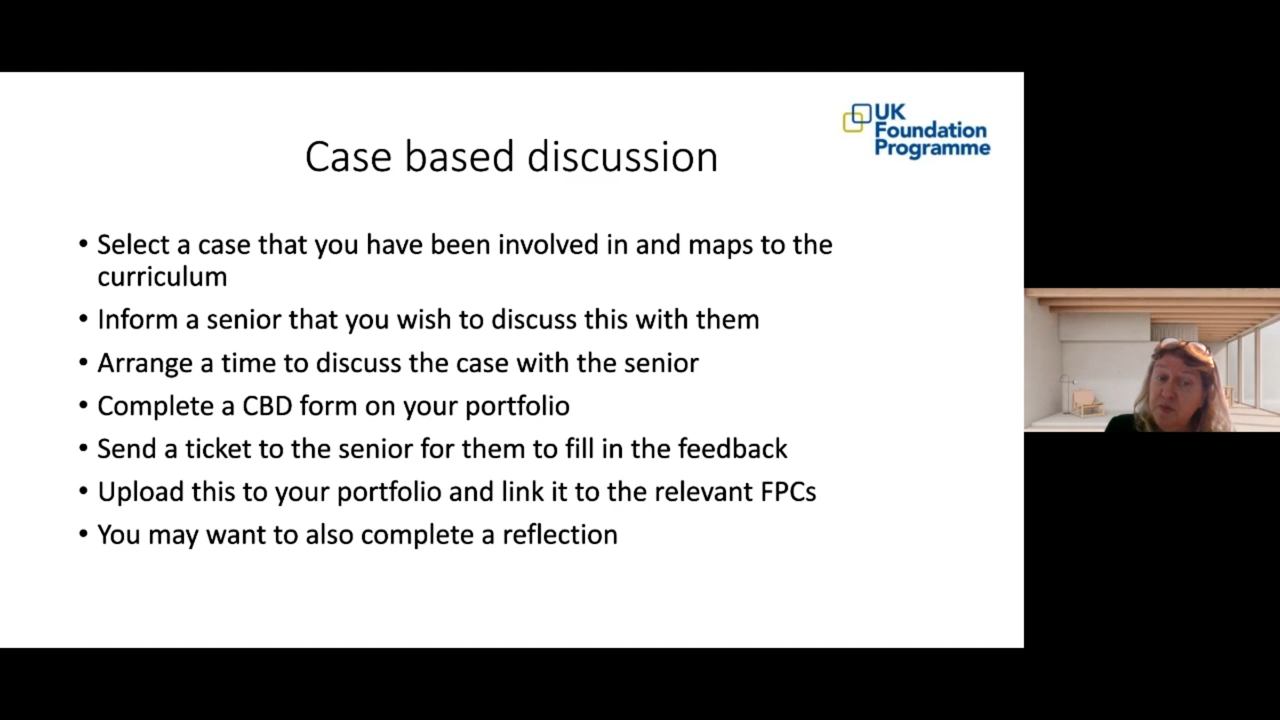 UK
Foundation
Programme
Case based discussion
• Select a case that you have been involved in and maps to the
curriculum
• Inform a senior that you wish to discuss this with them
• Arrange a time to discuss the case with the senior
• Complete a CBD form on your portfolio
• Send a ticket to the senior for them to fill in the feedback
• Upload this to your portfolio and link it to the relevant FPCs
• You may want to also complete a reflection